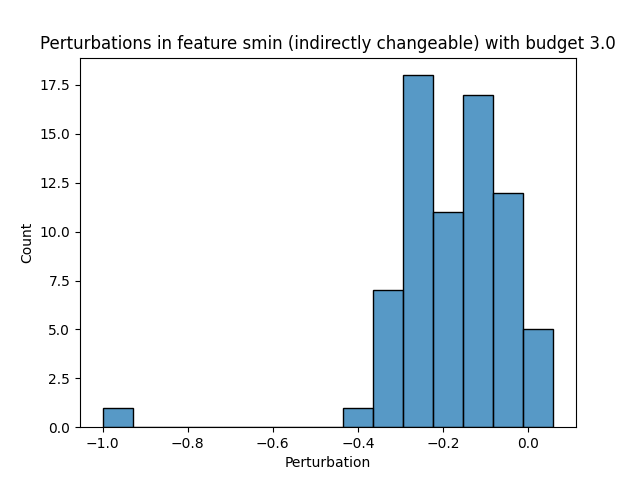 Perturbations in feature smin (indirectly changeable) with budget 3.0
17.5
15.0
12.5
10.0
7.5
5.0
2.5
0.0
Count
−1.0 −0.8 −0.6 −0.4 −0.2 0.0
Perturbation